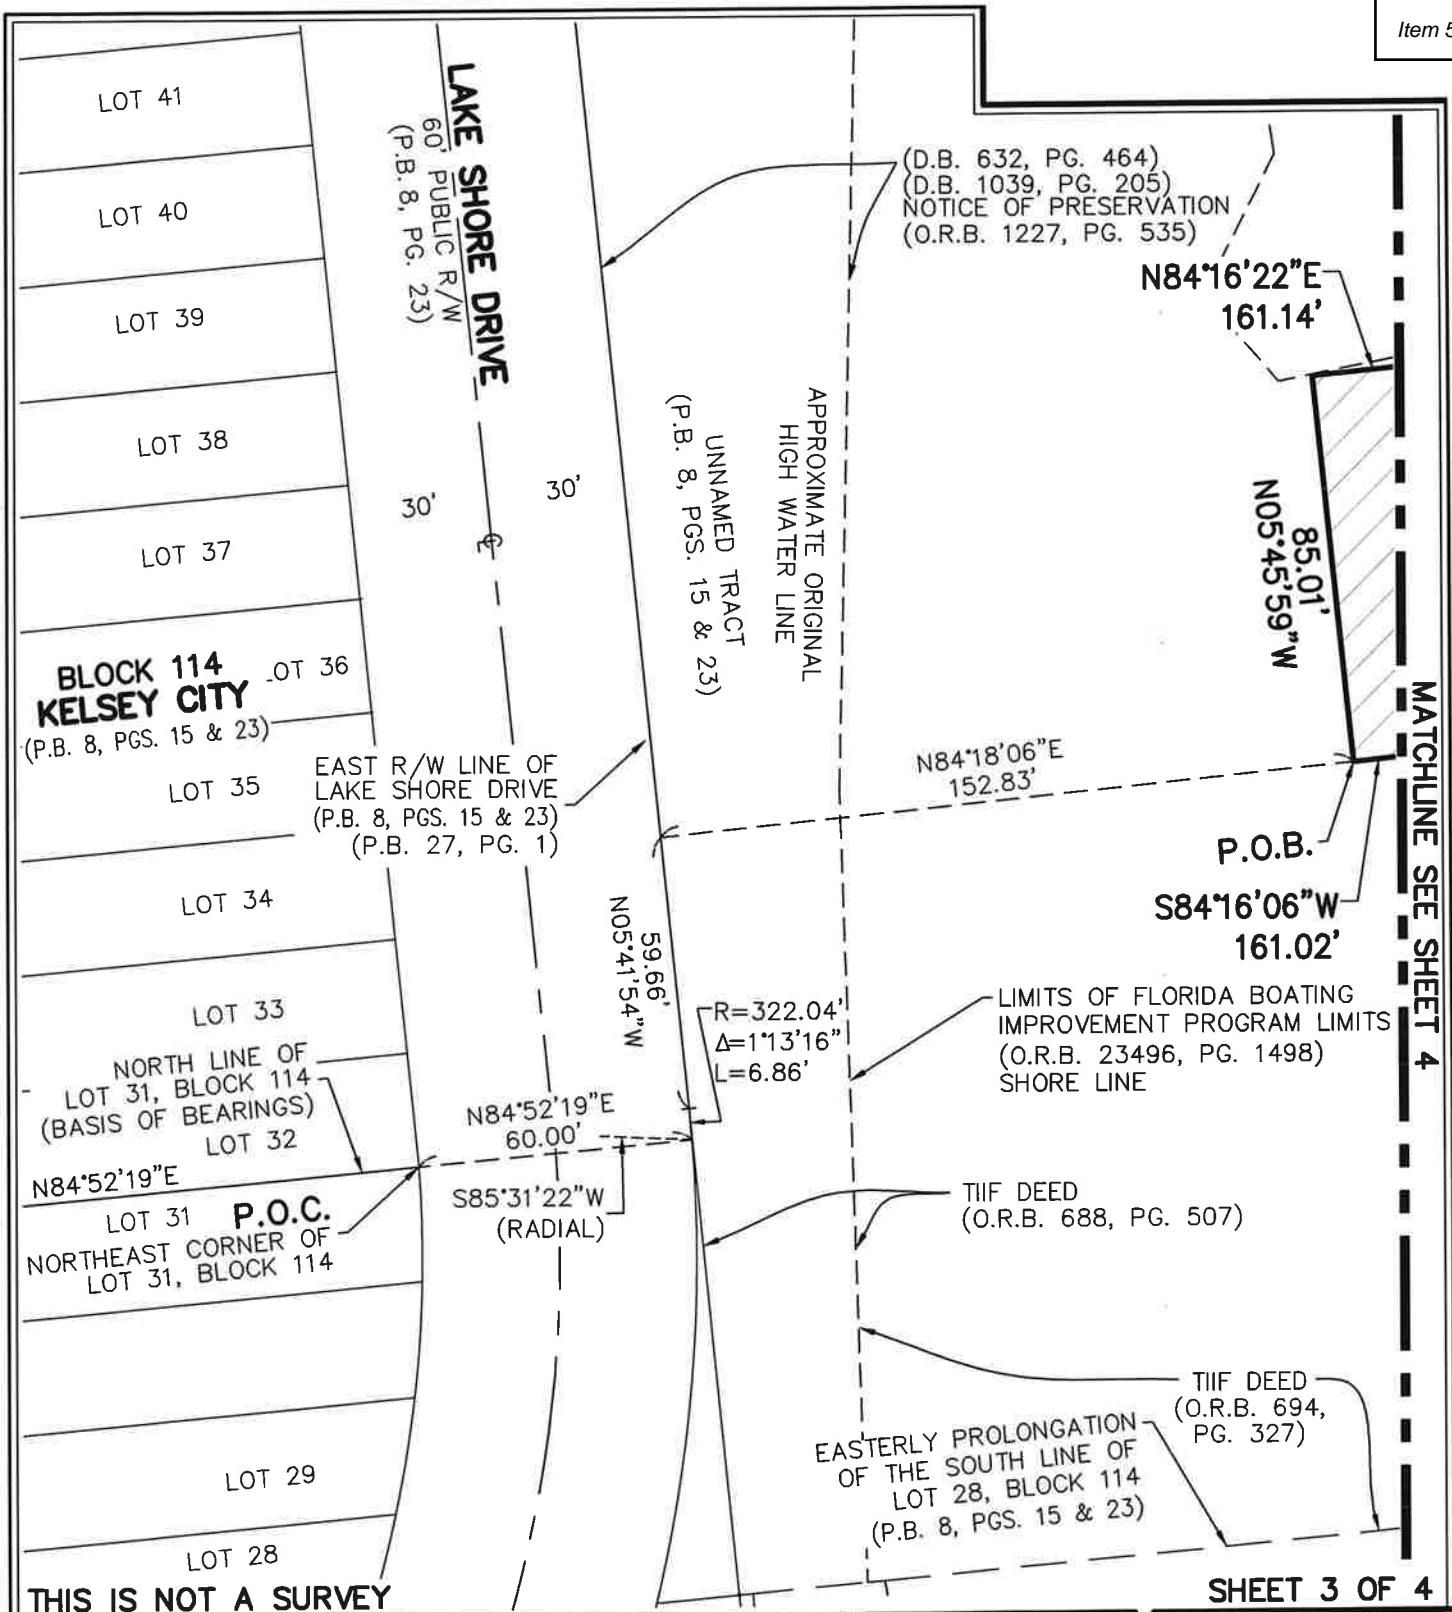 Item 5
LOT 41
LOT 40
LOT 39
LOT 38
LOT 37
LOT 36
BLOCK 114
KELSEY CITY
(P.B. 8, PGS. 15 & 23)
LOT 35
LOT 34
LOT 33
NORTH LINE OF
LOT 31, BLOCK 114
(BASIS OF BEARINGS)
LOT 32
N84°52'19"E
LOT 31
P.O.C.
NORTHEAST CORNER OF
LOT 31, BLOCK 114
LOT 29
LOT 28
THIS IS NOT A SURVEY
LAKE SHORE DRIVE
60' PUBLIC R/W
(P.B. 8, PG. 23)
30'
30'
EAST R/W LINE OF
LAKE SHORE DRIVE
(P.B. 8, PGS. 15 & 23)
(P.B. 27, PG. 1)
59.66'
N05°41'54"W
R=322.04'
Δ=1°13'16"
L=6.86'
N84°52'19"E
60.00'
S85°31'22"W
(RADIAL)
UNNAMED TRACT
(P.B. 8, PGS. 15 & 23)
APPROXIMATE ORIGINAL
HIGH WATER LINE
(D.B. 632, PG. 464)
(D.B. 1039, PG. 205)
NOTICE OF PRESERVATION
(O.R.B. 1227, PG. 535)
N84°16'22"E
161.14'
85.01'
N05°45'59"W
N84°18'06"E
152.83'
P.O.B.
S84°16'06"W
161.02'
MATCHLINE SEE SHEET 4
LIMITS OF FLORIDA BOATING
IMPROVEMENT PROGRAM LIMITS
(O.R.B. 23496, PG. 1498)
SHORE LINE
TIIF DEED
(O.R.B. 688, PG. 507)
TIIF DEED
(O.R.B. 694,
PG. 327)
EASTERLY PROLONGATION
OF THE SOUTH LINE OF
LOT 28, BLOCK 114
(P.B. 8, PGS. 15 & 23)
SHEET 3 OF 4